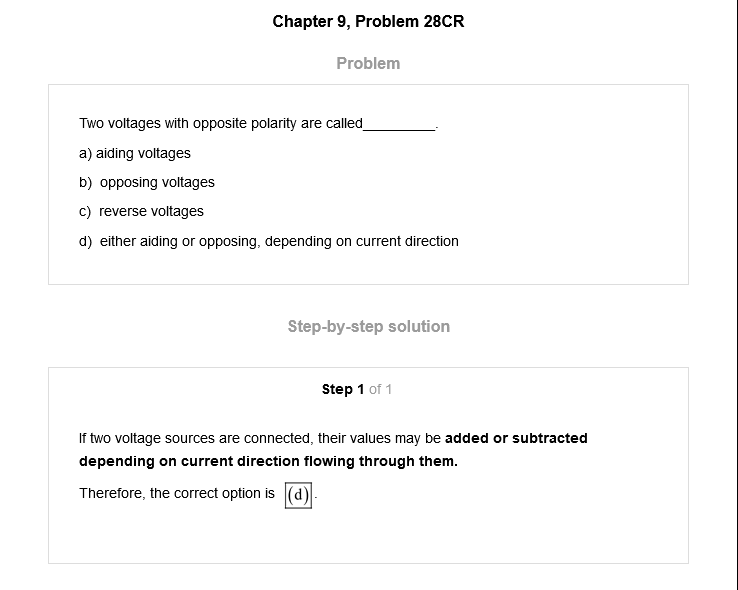 Chapter 9, Problem 28CR
Problem
Two voltages with opposite polarity are called__________.
a) aiding voltages
b) opposing voltages
c) reverse voltages
d) either aiding or opposing, depending on current direction
Step-by-step solution
Step 1 of 1
If two voltage sources are connected, their values may be added or subtracted
depending on current direction flowing through them.
Therefore, the correct option is (d).